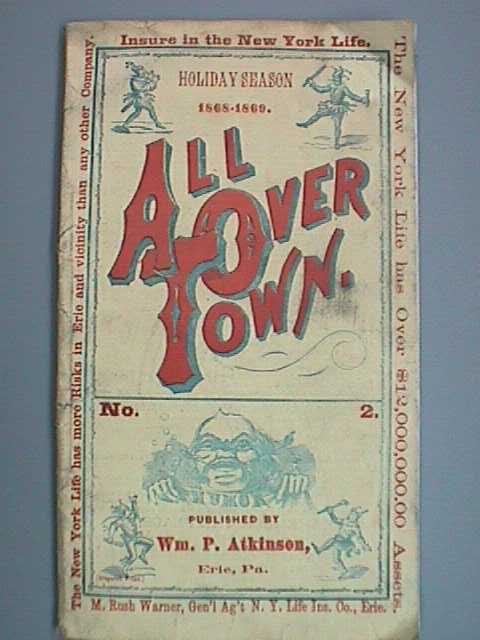 Insure in the New York Life.
The New York Life has Over $12,000,000.00 Assets.
The New York Life has more Risks in Erie and vicinity than any other Company.
HOLIDAY SEASON
1868-1869.
ALL
OVER
TOWN.
No. 2.
HUMOR
PUBLISHED BY
Wm. P. Atkinson,
Erie, Pa.
M. Rush Warner, Gen'l Ag't N. Y. Life Ins. Co., Erie.